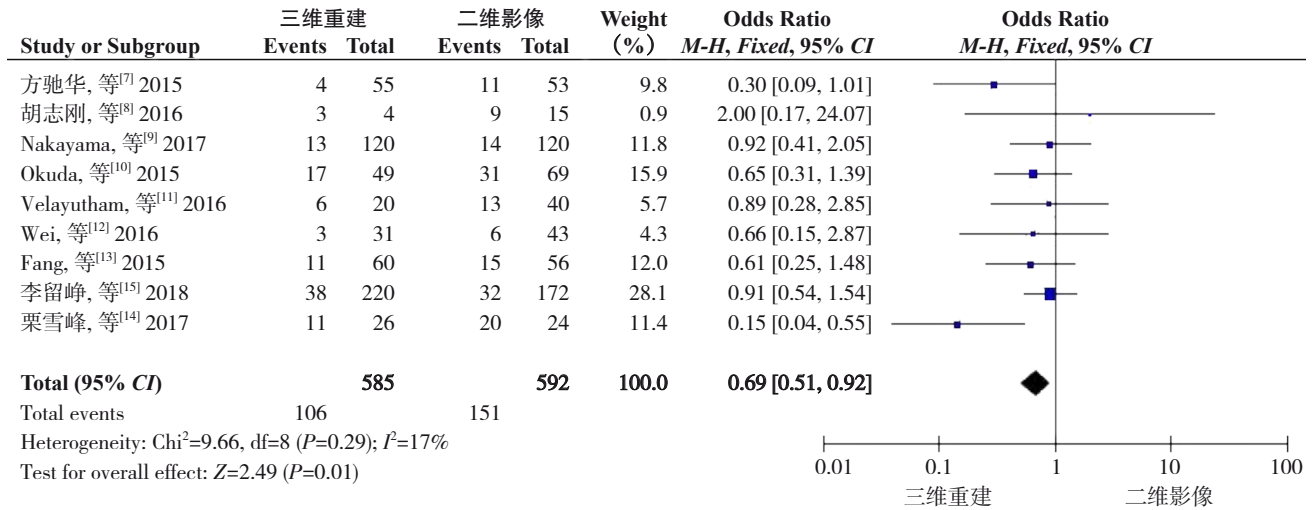 三维重建 二维影像 Weight Odds Ratio Odds Ratio
Study or Subgroup Events Total Events Total （%） M-H, Fixed, 95% CI M-H, Fixed, 95% CI
方驰华, 等[7] 2015 4 55 11 53 9.8 0.30 [0.09, 1.01]
胡志刚, 等[8] 2016 3 4 9 15 0.9 2.00 [0.17, 24.07]
Nakayama, 等[9] 2017 13 120 14 120 11.8 0.92 [0.41, 2.05]
Okuda, 等[10] 2015 17 49 31 69 15.9 0.65 [0.31, 1.39]
Velayutham, 等[11] 2016 6 20 13 40 5.7 0.89 [0.28, 2.85]
Wei, 等[12] 2016 3 31 6 43 4.3 0.66 [0.15, 2.87]
Fang, 等[13] 2015 11 60 15 56 12.0 0.61 [0.25, 1.48]
李留峥, 等[15] 2018 38 220 32 172 28.1 0.91 [0.54, 1.54]
栗雪峰, 等[14] 2017 11 26 20 24 11.4 0.15 [0.04, 0.55]
Total (95% CI) 585 592 100.0 0.69 [0.51, 0.92]
Total events 106 151
Heterogeneity: Chi²=9.66, df=8 (P=0.29); I²=17%
Test for overall effect: Z=2.49 (P=0.01)
0.01 0.1 1 10 100
三维重建 二维影像